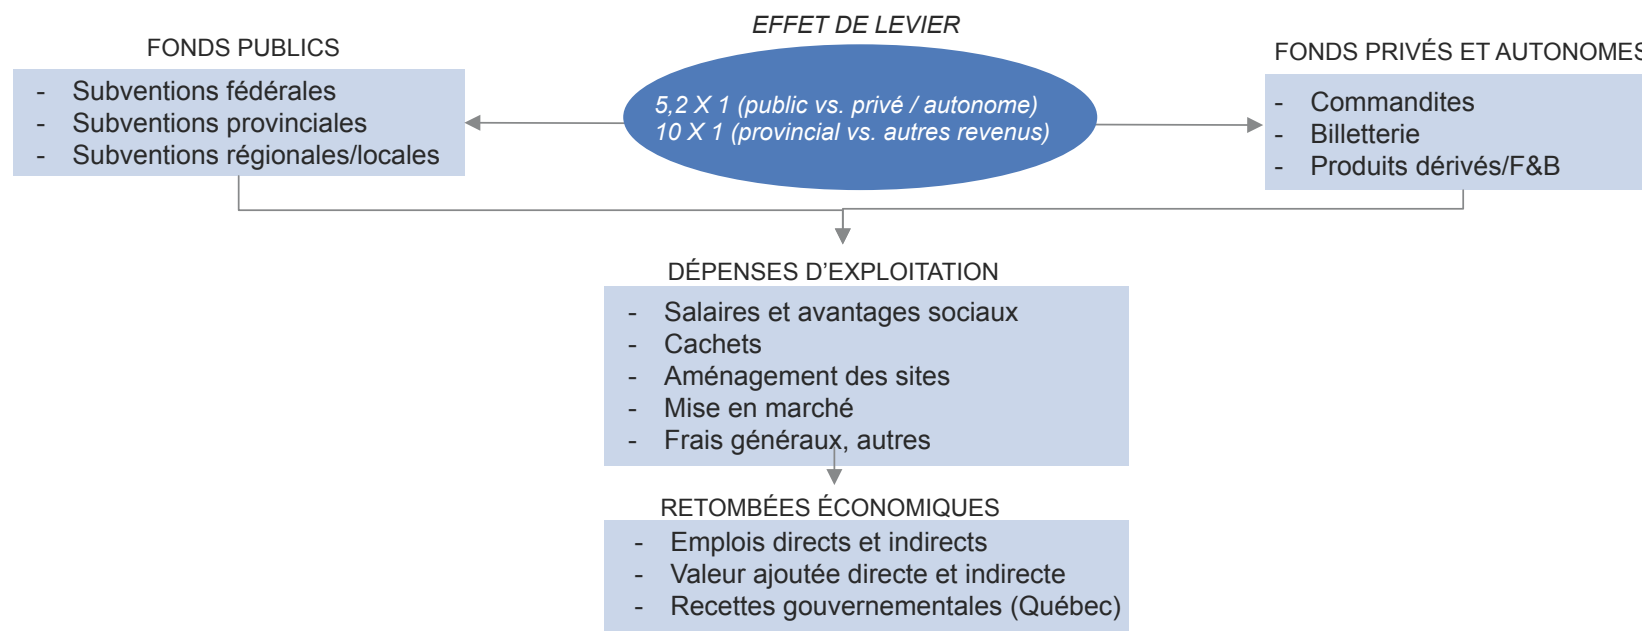 EFFET DE LEVIER
FONDS PUBLICS
- Subventions fédérales
- Subventions provinciales
- Subventions régionales/locales
5,2 X 1 (public vs. privé / autonome)
10 X 1 (provincial vs. autres revenus)
FONDS PRIVÉS ET AUTONOMES
- Commandites
- Billetterie
- Produits dérivés/F&B
DÉPENSES D’EXPLOITATION
- Salaires et avantages sociaux
- Cachets
- Aménagement des sites
- Mise en marché
- Frais généraux, autres
RETOMBÉES ÉCONOMIQUES
- Emplois directs et indirects
- Valeur ajoutée directe et indirecte
- Recettes gouvernementales (Québec)